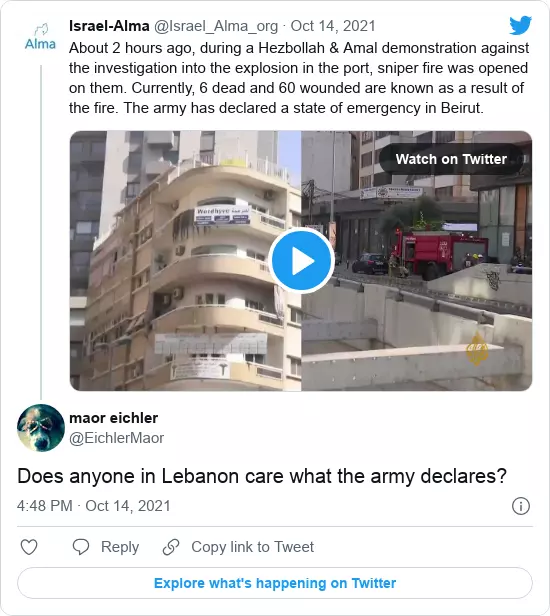 Israel-Alma @Israel_Alma_org · Oct 14, 2021
Alma
About 2 hours ago, during a Hezbollah & Amal demonstration against
the investigation into the explosion in the port, sniper fire was opened
on them. Currently, 6 dead and 60 wounded are known as a result of
the fire. The army has declared a state of emergency in Beirut.
Watch on Twitter
maor eichler
@EichlerMaor
Does anyone in Lebanon care what the army declares?
4:48 PM · Oct 14, 2021
Reply
Copy link to Tweet
Explore what's happening on Twitter